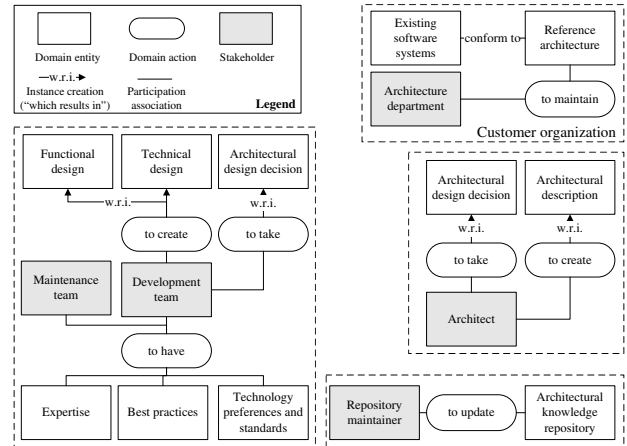 Domain entity
Domain action
Stakeholder
w.r.i.
Instance creation
("which results in")
Participation
association
Legend
Existing
software
systems
conform to
Reference
architecture
Architecture
department
to maintain
Customer organization
Functional
design
Technical
design
Architectural
design decision
w.r.i.
w.r.i.
to create
to take
Maintenance
team
Development
team
to have
Expertise
Best practices
Technology
preferences and
standards
Architectural
design decision
Architectural
description
w.r.i.
w.r.i.
to take
to create
Architect
Repository
maintainer
to update
Architectural
knowledge
repository